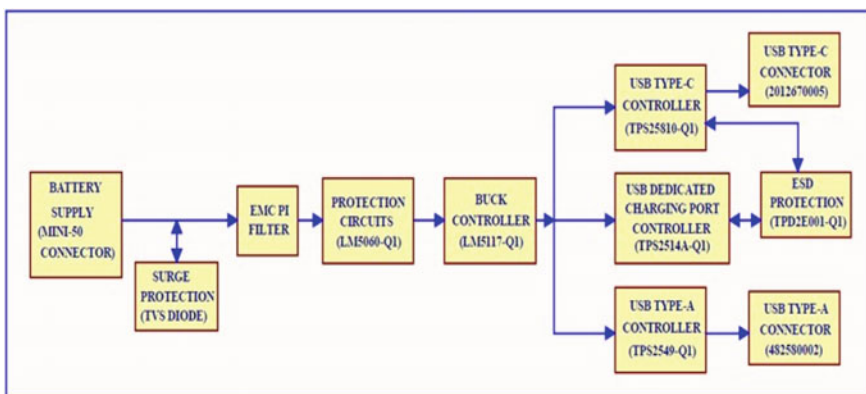 BATTERY
SUPPLY
(MINI-50
CONNECTOR)
SURGE
PROTECTION
(TVS DIODE)
EMC PI
FILTER
PROTECTION
CIRCUITS
(LM5060-Q1)
BUCK
CONTROLLER
(LM5117-Q1)
USB TYPE-C
CONTROLLER
(TPS25810-Q1)
USB TYPE-C
CONNECTOR
(2012670005)
USB DEDICATED
CHARGING PORT
CONTROLLER
(TPS2514A-Q1)
ESD
PROTECTION
(TPD2E001-Q1)
USB TYPE-A
CONTROLLER
(TPS2549-Q1)
USB TYPE-A
CONNECTOR
(482580002)